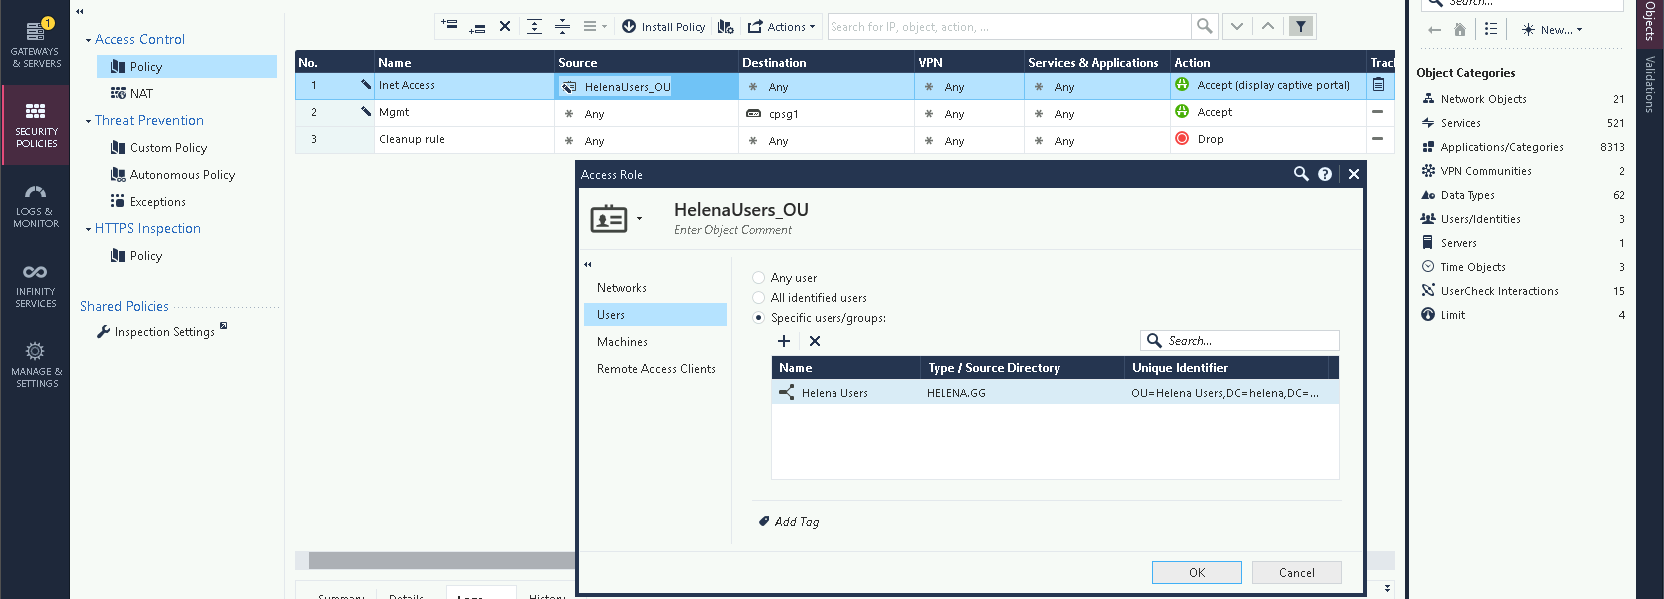 1
GATEWAYS
& SERVERS
SECURITY
POLICIES
LOGS &
MONITOR
INFINITY
SERVICES
MANAGE &
SETTINGS
Access Control
Policy
NAT
Threat Prevention
Custom Policy
Autonomous Policy
Exceptions
HTTPS Inspection
Policy
Shared Policies
Inspection Settings
Install Policy
Actions
Search for IP, object, action, ...
No. Name Source Destination VPN Services & Applications Action Track
1 Inet Access HelenaUsers_OU Any Any Any Accept (display captive portal)
2 Mgmt Any cpsg1 Any Any Accept
3 Cleanup rule Any Any Any Any Drop
Access Role
HelenaUsers_OU
Enter Object Comment
Networks
Users
Machines
Remote Access Clients
Any user
All identified users
Specific users/groups:
Search...
Name Type / Source Directory Unique Identifier
Helena Users HELENA.GG OU=Helena Users,DC=helena,DC=...
Add Tag
OK Cancel
Summary Details Logs History
Search...
New...
Object Categories
Network Objects 21
Services 521
Applications/Categories 8313
VPN Communities 2
Data Types 62
Users/Identities 3
Servers 1
Time Objects 3
UserCheck Interactions 15
Limit 4
Objects
Validations